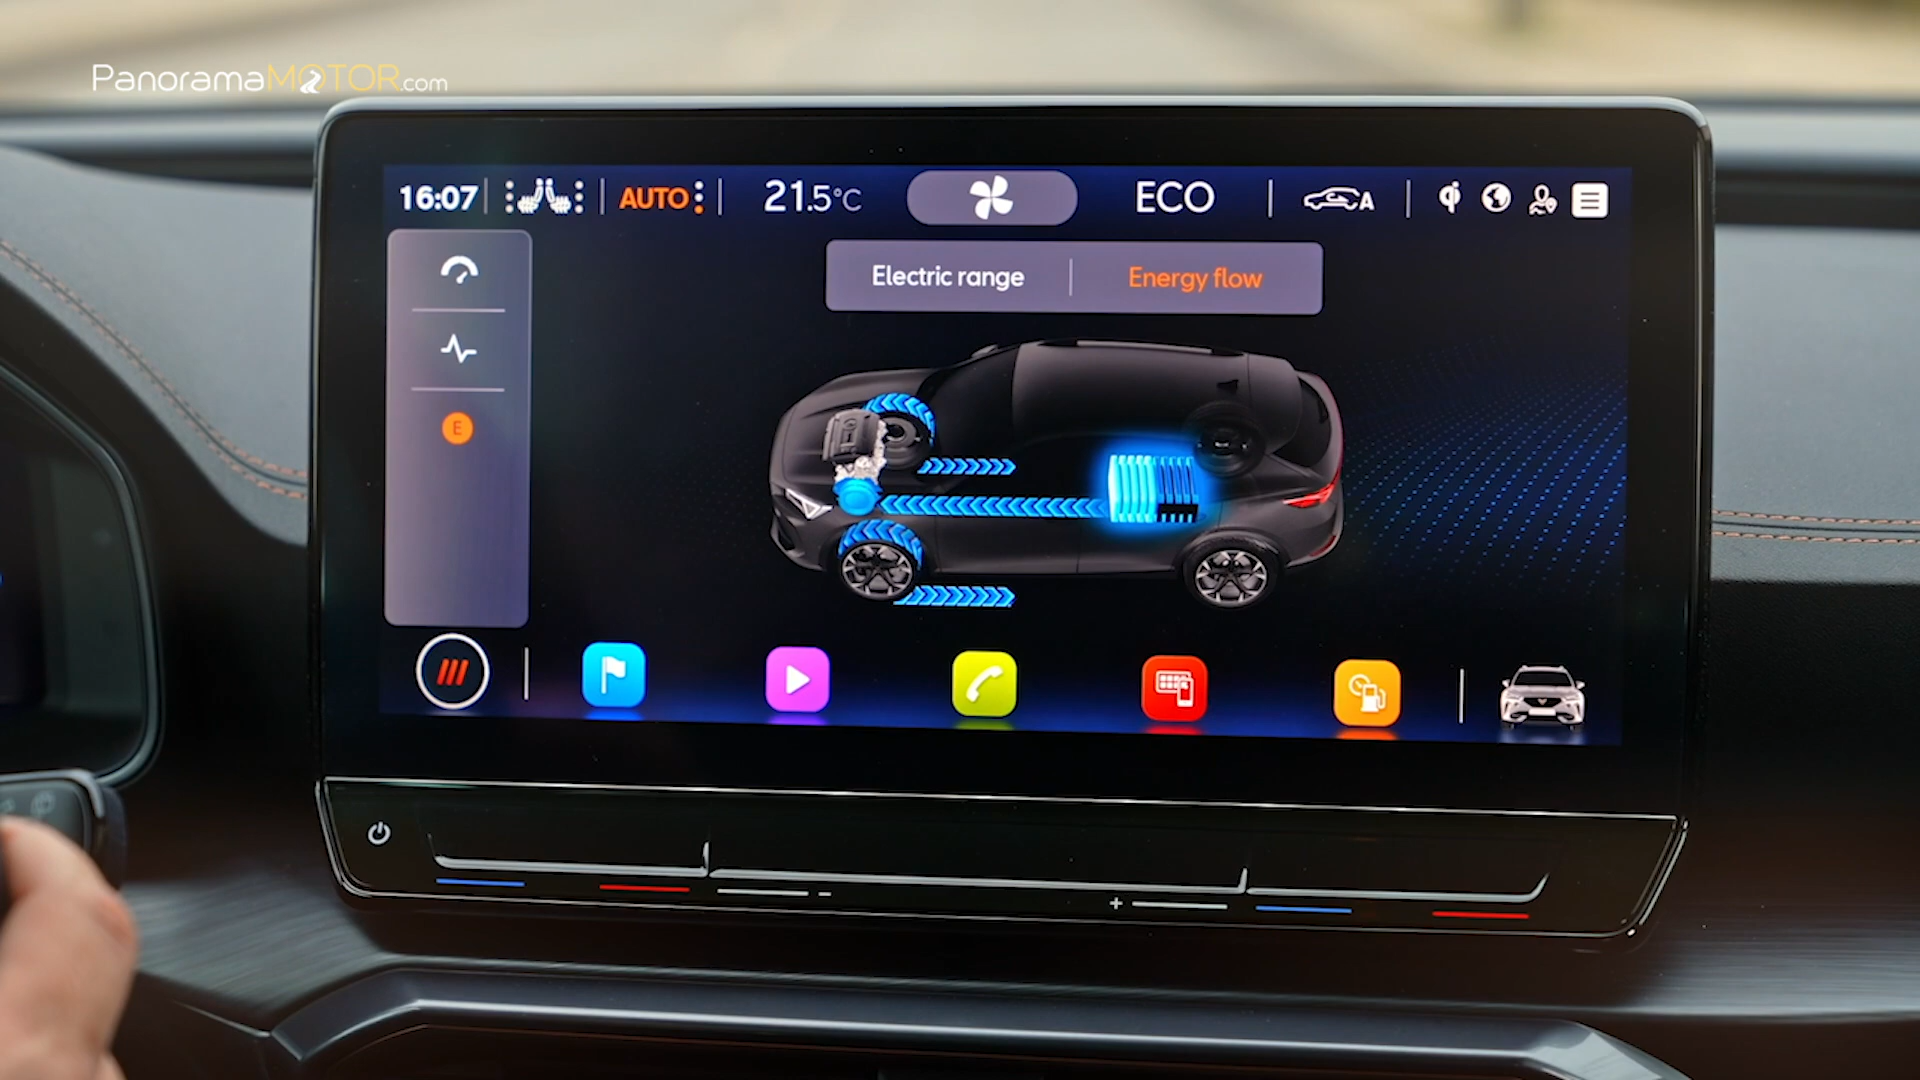 PanoramaMOTOR.com
16:07 AUTO 21.5°C ECO A
Electric range Energy flow
E
- +